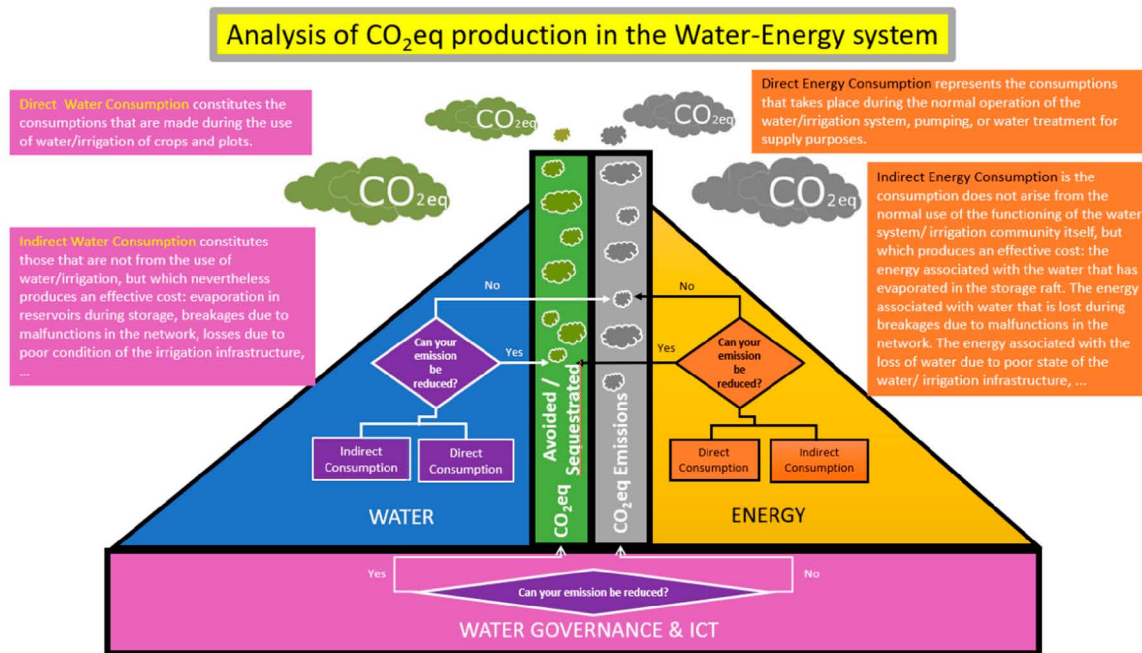 Analysis of CO₂eq production in the Water-Energy system
Direct Water Consumption constitutes the
consumptions that are made during the use
of water/irrigation of crops and plots.
Indirect Water Consumption constitutes
those that are not from the use of
water/irrigation, but which nevertheless
produces an effective cost: evaporation in
reservoirs during storage, breakages due to
malfunctions in the network, losses due to
poor condition of the irrigation infrastructure,
...
CO₂eq
CO₂eq
CO₂eq
CO₂eq
Direct Energy Consumption represents the consumptions
that takes place during the normal operation of the
water/irrigation system, pumping, or water treatment for
supply purposes.
Indirect Energy Consumption is the
consumption does not arise from the
normal use of the functioning of the water
system/ irrigation community itself, but
which produces an effective cost: the
energy associated with the water that has
evaporated in the storage raft. The energy
associated with water that is lost during
breakages due to malfunctions in the
network. The energy associated with the
loss of water due to poor state of the
water/ irrigation infrastructure, ...
No
Can your
emission
be
reduced?
Yes
Indirect
Consumption
Direct
Consumption
WATER
CO₂eq Avoided /
Sequestrated
CO₂eq Emissions
No
Can your
emission
be
reduced?
Yes
Direct
Consumption
Indirect
Consumption
ENERGY
Yes
Can your emission be reduced?
No
WATER GOVERNANCE & ICT